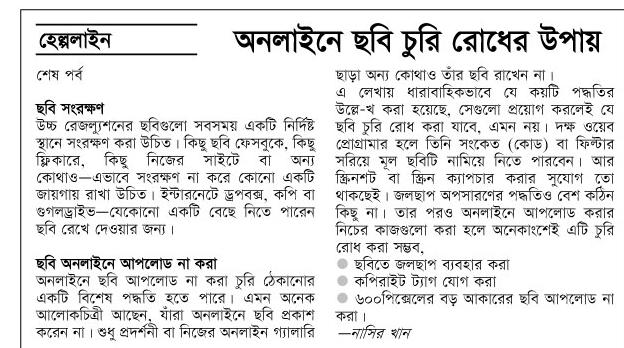 হেল্পলাইন
অনলাইনে ছবি চুরি রোধের উপায়
শেষ পর্ব
ছবি সংরক্ষণ
উচ্চ রেজল্যুশনের ছবিগুলো সবসময় একটি নির্দিষ্ট
স্থানে সংরক্ষণ করা উচিত। কিছু ছবি ফেসবুকে, কিছু
ফ্লিকারে, কিছু নিজের সাইটে বা অন্য
কোথাও—এভাবে সংরক্ষণ না করে কোনো একটি
জায়গায় রাখা উচিত। ইন্টারনেটে ড্রপবক্স, কপি বা
গুগলড্রাইভ—যেকোনো একটি বেছে নিতে পারেন
ছবি রেখে দেওয়ার জন্য।
ছবি অনলাইনে আপলোড না করা
অনলাইনে ছবি আপলোড না করা চুরি ঠেকানোর
একটি বিশেষ পদ্ধতি হতে পারে। এমন অনেক
আলোকচিত্রী আছেন, যাঁরা অনলাইনে ছবি প্রকাশ
করেন না। শুধু প্রদর্শনী বা নিজের অনলাইন গ্যালারি
ছাড়া অন্য কোথাও তাঁর ছবি রাখেন না।
এ লেখায় ধারাবাহিকভাবে যে কয়টি পদ্ধতির
উল্লে-খ করা হয়েছে, সেগুলো প্রয়োগ করলেই যে
ছবি চুরি রোধ করা যাবে, এমন নয়। দক্ষ ওয়েব
প্রোগ্রামার হলে তিনি সংকেত (কোড) বা ফিল্টার
সরিয়ে মূল ছবিটি নামিয়ে নিতে পারবেন। আর
স্ক্রিনশট বা স্ক্রিন ক্যাপচার করার সুযোগ তো
থাকছেই। জলছাপ অপসারণের পদ্ধতিও বেশ কঠিন
কিছু না। তার পরও অনলাইনে আপলোড করার
নিচের কাজগুলো করা হলে অনেকাংশেই এটি চুরি
রোধ করা সম্ভব,
● ছবিতে জলছাপ ব্যবহার করা
● কপিরাইট ট্যাগ যোগ করা
● ৬০০পিক্সেলের বড় আকারের ছবি আপলোড না
করা।
—নাসির খান